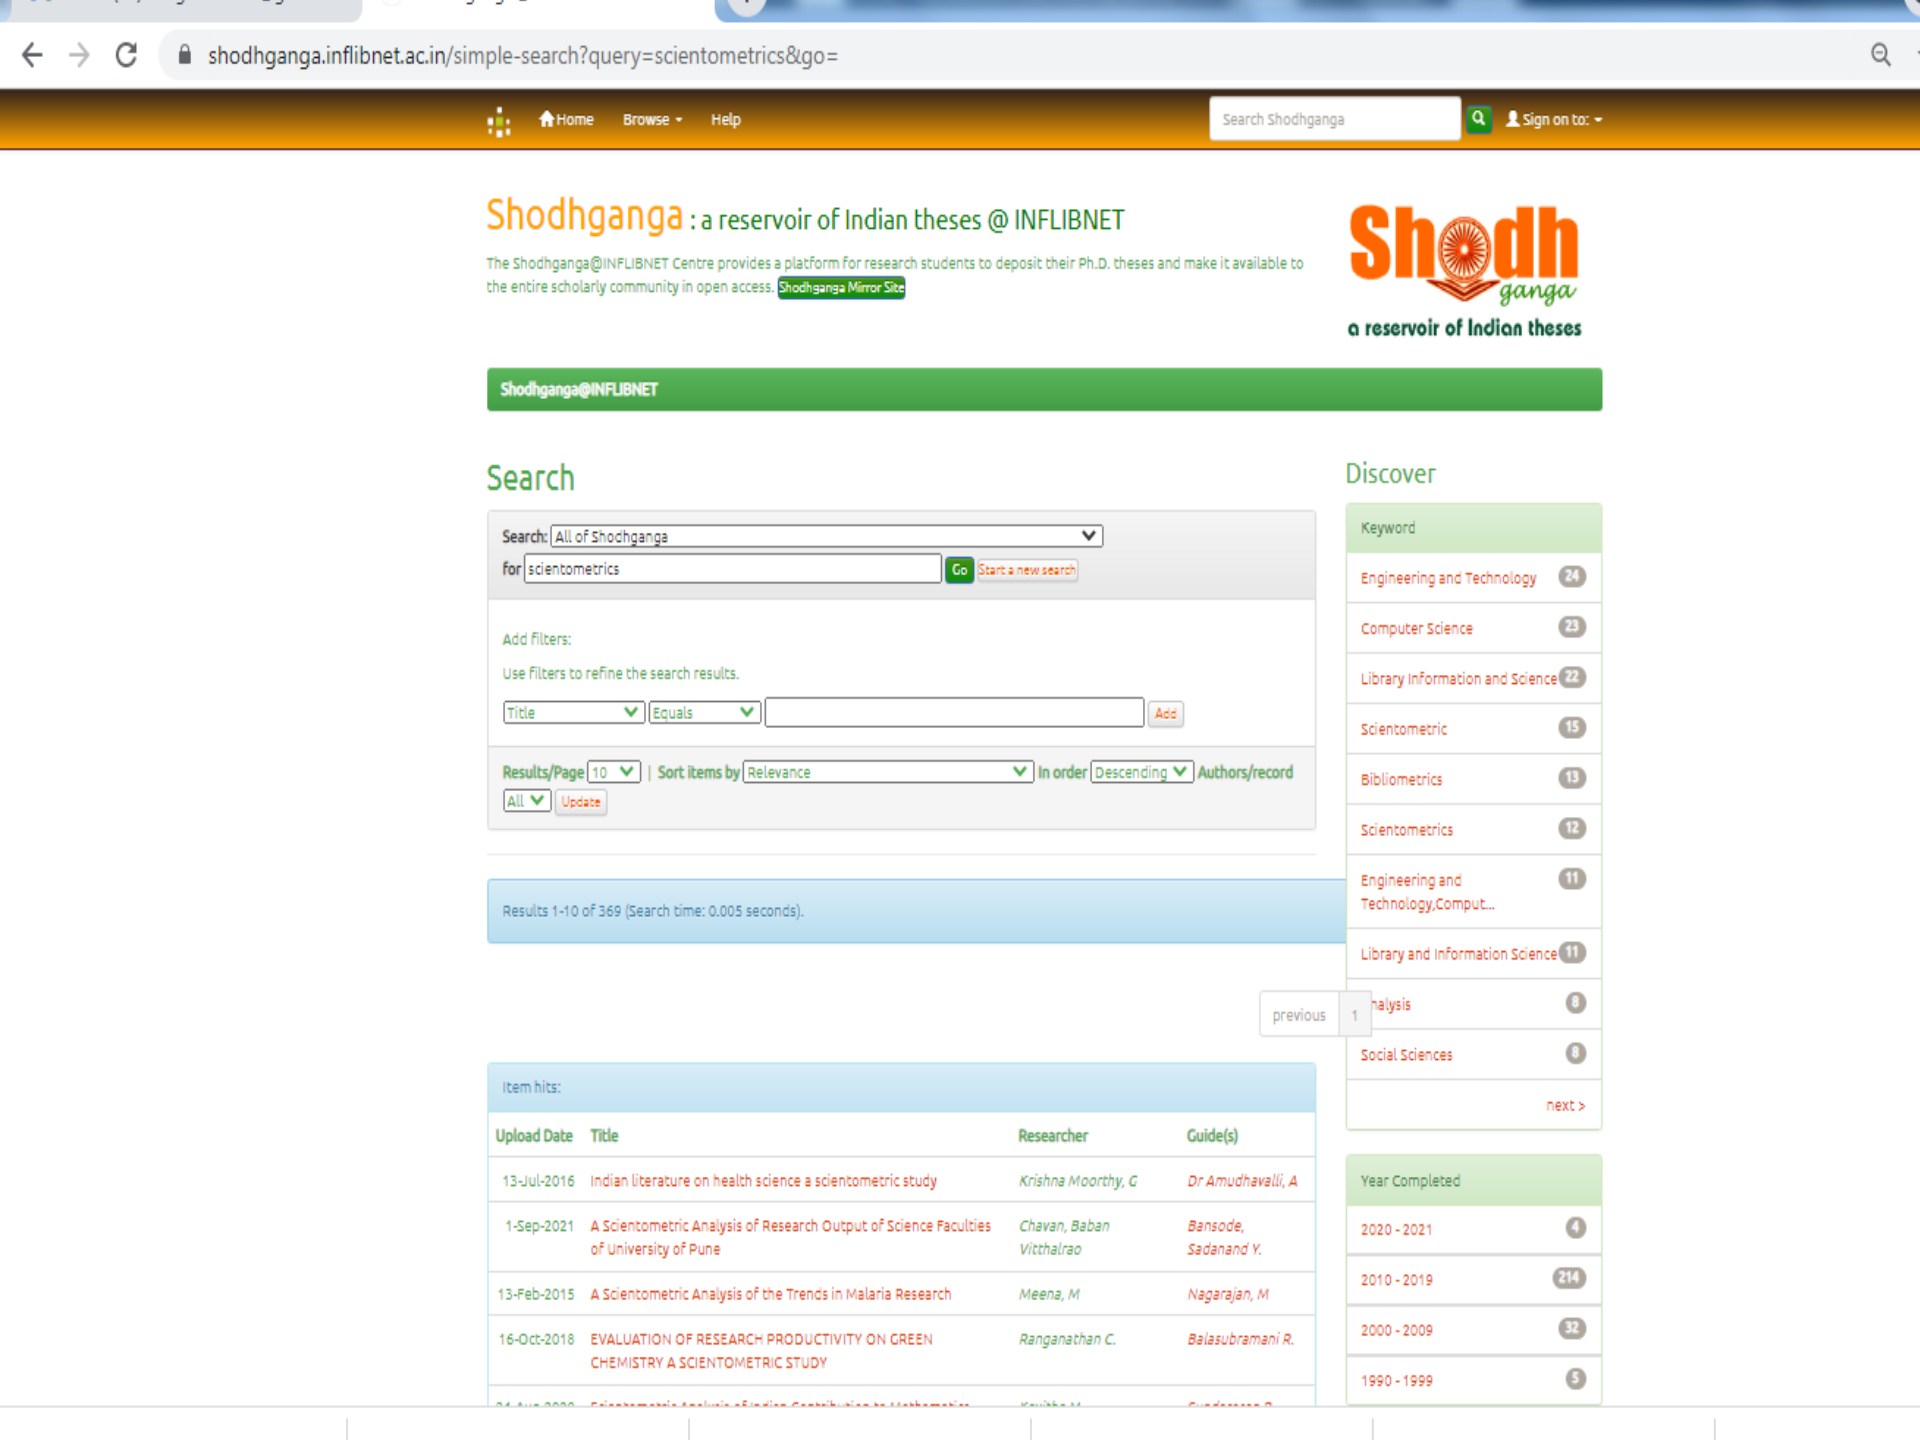 shodhganga.inflibnet.ac.in/simple-search?query=scientometrics&go=
Home Browse Help Search Shodhganga Sign on to:
Shodhganga : a reservoir of Indian theses @ INFLIBNET
The Shodhganga@INFLIBNET Centre provides a platform for research students to deposit their Ph.D. theses and make it available to
the entire scholarly community in open access. Shodhganga Mirror Site
Shodh
ganga
a reservoir of Indian theses
Shodhganga@INFLIBNET
Search
Search: All of Shodhganga
for scientometrics Go Start a new search
Add filters:
Use filters to refine the search results.
Title Equals Add
Results/Page 10 | Sort items by Relevance In order Descending Authors/record
All Update
Results 1-10 of 369 (Search time: 0.005 seconds).
previous 1
Item hits:
Upload Date Title Researcher Guide(s)
13-Jul-2016 Indian literature on health science a scientometric study Krishna Moorthy, G Dr Amudhavalli, A
1-Sep-2021 A Scientometric Analysis of Research Output of Science Faculties Chavan, Baban Bansode,
of University of Pune Vitthalrao Sadanand Y.
13-Feb-2015 A Scientometric Analysis of the Trends in Malaria Research Meena, M Nagarajan, M
16-Oct-2018 EVALUATION OF RESEARCH PRODUCTIVITY ON GREEN Ranganathan C. Balasubramani R.
CHEMISTRY A SCIENTOMETRIC STUDY
Discover
Keyword
Engineering and Technology 24
Computer Science 23
Library Information and Science 22
Scientometric 15
Bibliometrics 13
Scientometrics 12
Engineering and 11
Technology,Comput...
Library and Information Science 11
nalysis 8
Social Sciences 8
next >
Year Completed
2020 - 2021 4
2010 - 2019 214
2000 - 2009 32
1990 - 1999 5